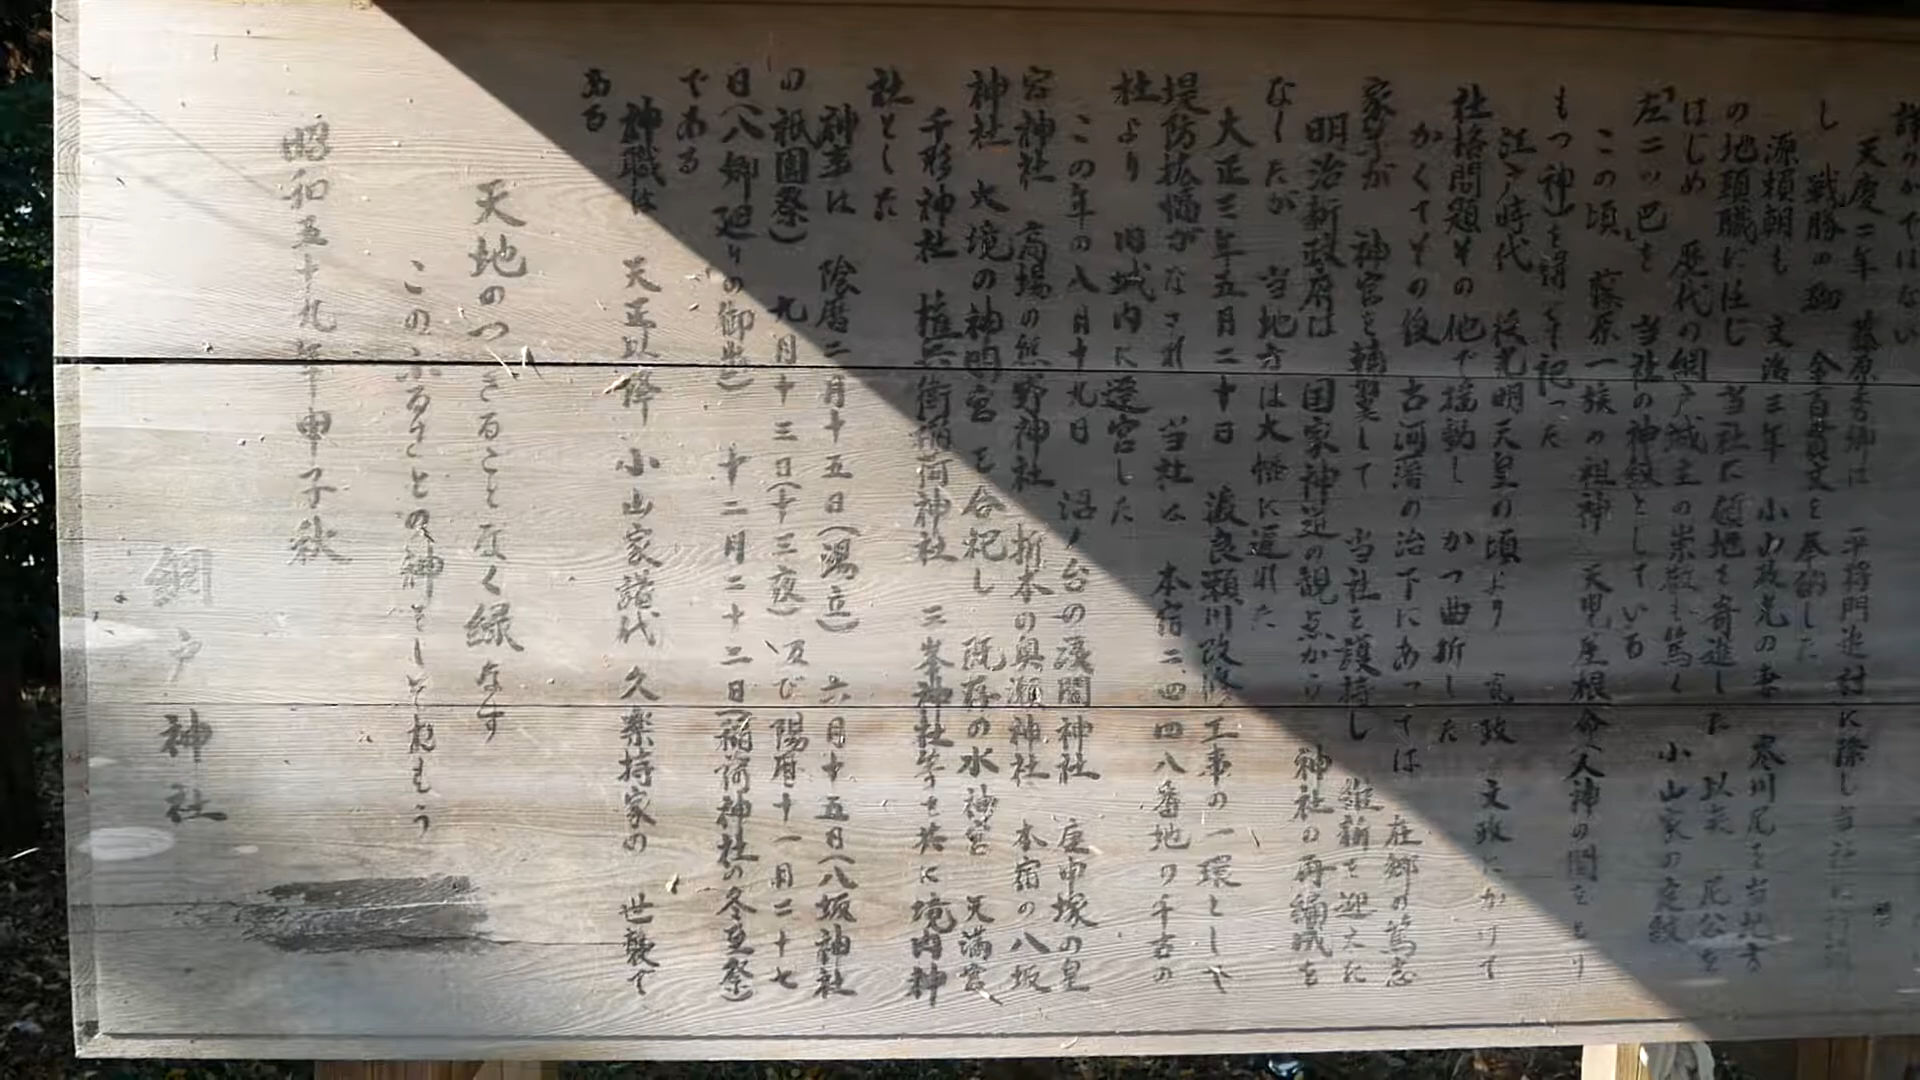 詳らかではない
天慶二年 藤原秀郷は 平将門追討に際し当社に
し 戦勝の砌 金百貫文を奉納した
源頼朝も 文治三年 小山政光の妻 寒川尼を当地方
の地頭職に任じ 当社に領地を寄進した 以来 尼公を
はじめ 歴代の網戸城主の崇敬も篤く 小山家の定紋
「左二ッ巴」を 当社の神紋としている
この頃 藤原一族の祖神 天児屋根命(人神の間をとり
もつ神)を 記った
江戸時代 後光明天皇の頃より 寛政 文政にかけて
社格問題その他で揺動し かつ曲折した
かくてその後 古河藩の治下にあっては 在郷の篤志
家等が 神宮を輔翼して 当社を護持し 維新を迎えた
明治新政府は 国家神道の観点から 神社の再編成を
なしたが 当地方は大幅に遅れた
大正三年五月二十日 渡良瀬川改修工事の一環として
堤防拡幅がなされ 当社は 本宿二、四四八番地の千古の
杜より 内城内に遷宮した
この年の八月十九日 沼ノ台の浅間神社 庚申塚の皇
宮神社 高場の熊野神社 折本の奥瀬神社 本宿の八坂
神社 大境の神明宮を合祀し 既存の水神宮 天満宮
千形神社 権兵衛稲荷神社 三峯神社等を共に境内神
社とした
神事は 陰暦二月十五日(湯立) 六月十五日(八坂神社
の祇園祭) 九月十三日(十三夜) 及び陽暦十一月二十七
日(八郷廻りの御出) 十二月二十二日(稲荷神社の冬至祭)
である
神職は 天正以降 小山家譜代 久楽持家の 世襲で
ある
天地のつきることなく緑なす
このふるさとの神をしぞおもう
昭和五十九年甲子秋
網戸神社